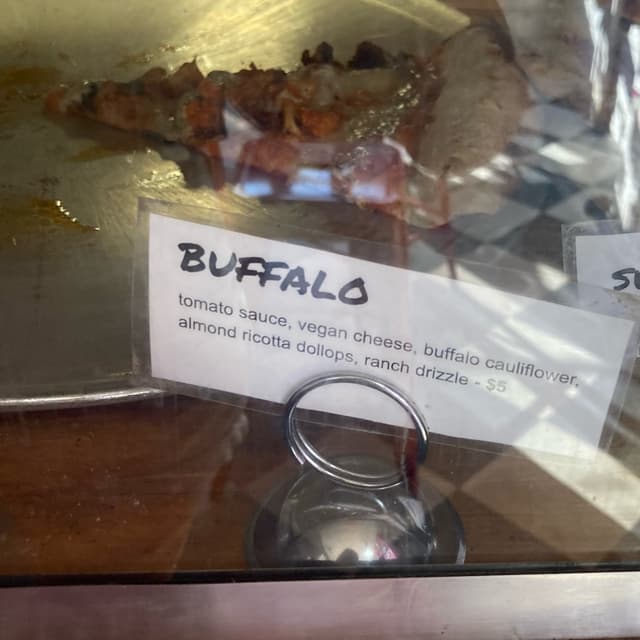 BUFFALO
tomato sauce, vegan cheese, buffalo cauliflower,
almond ricotta dollops, ranch drizzle - $5